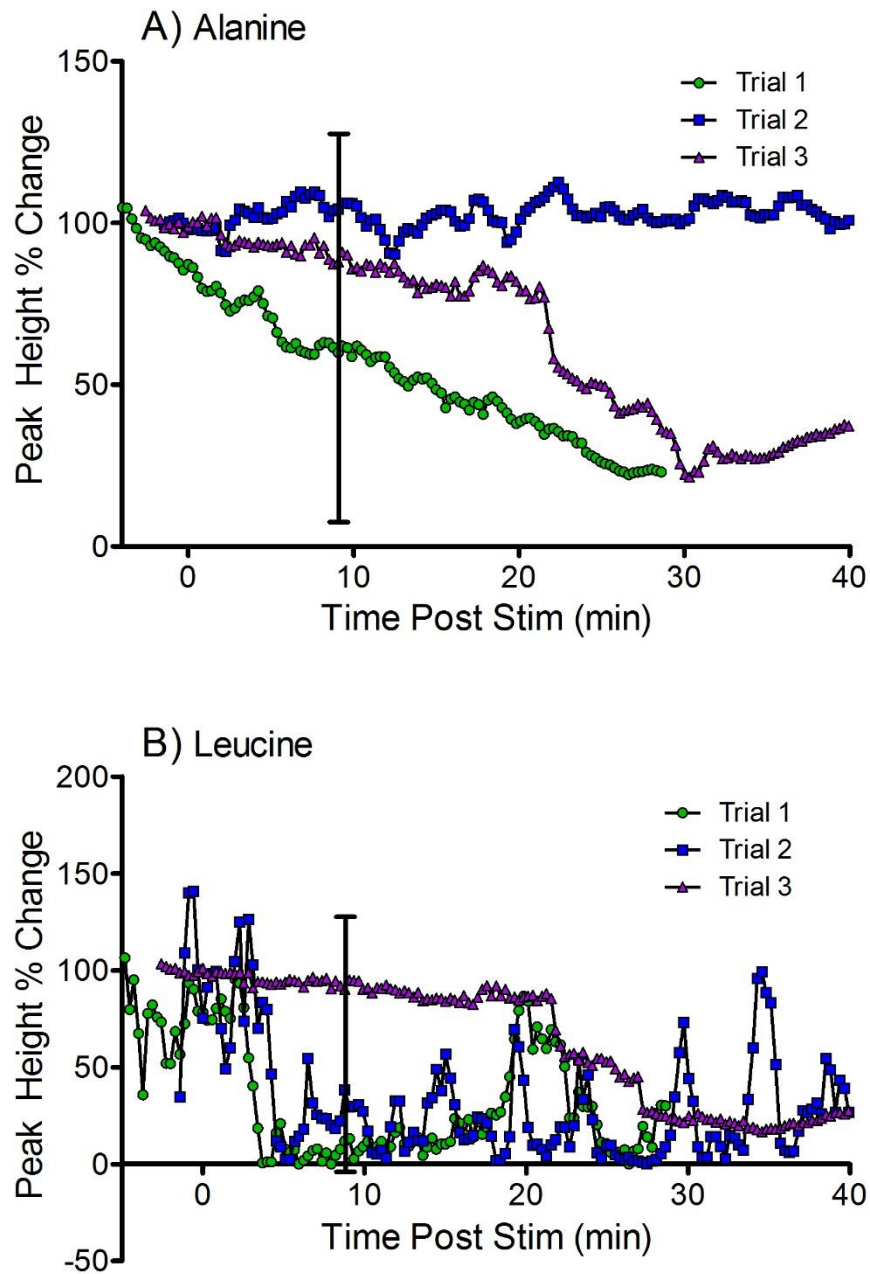 A) Alanine
150
100
50
0
Peak Height % Change
Trial 1
Trial 2
Trial 3
0 10 20 30 40
Time Post Stim (min)
B) Leucine
200
150
100
50
0
-50
Peak Height % Change
Trial 1
Trial 2
Trial 3
0 10 20 30 40
Time Post Stim (min)